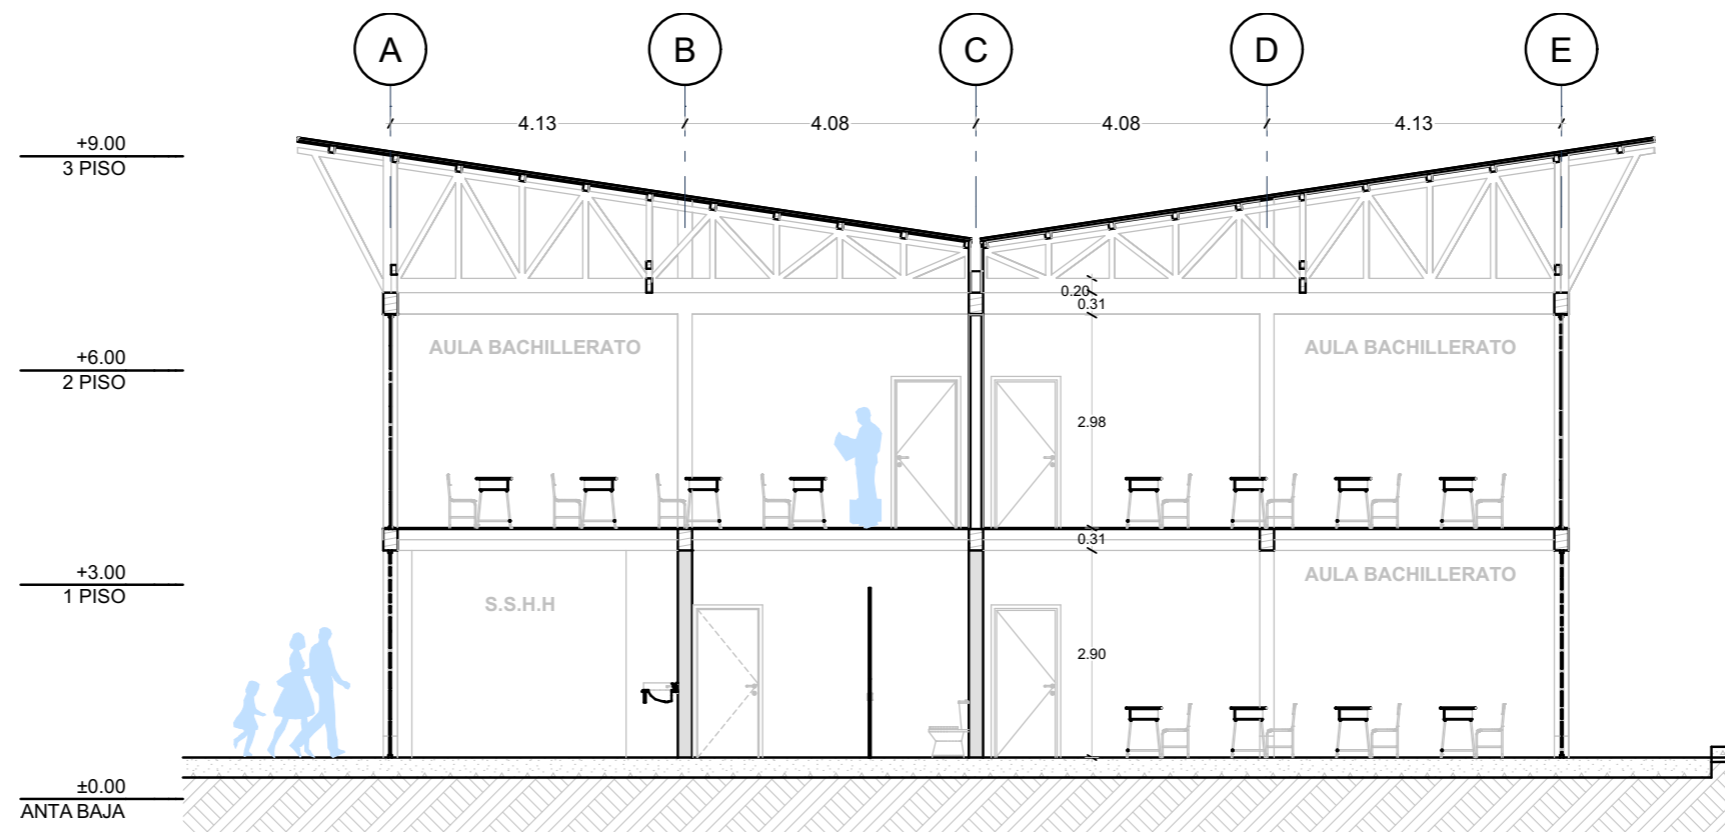 A B C D E
4.13 4.08 4.08 4.13
+9.00
3 PISO
0.20
0.31
AULA BACHILLERATO AULA BACHILLERATO
+6.00
2 PISO
2.98
0.31
+3.00
1 PISO
AULA BACHILLERATO
S.S.H.H
2.90
±0.00
ANTA BAJA